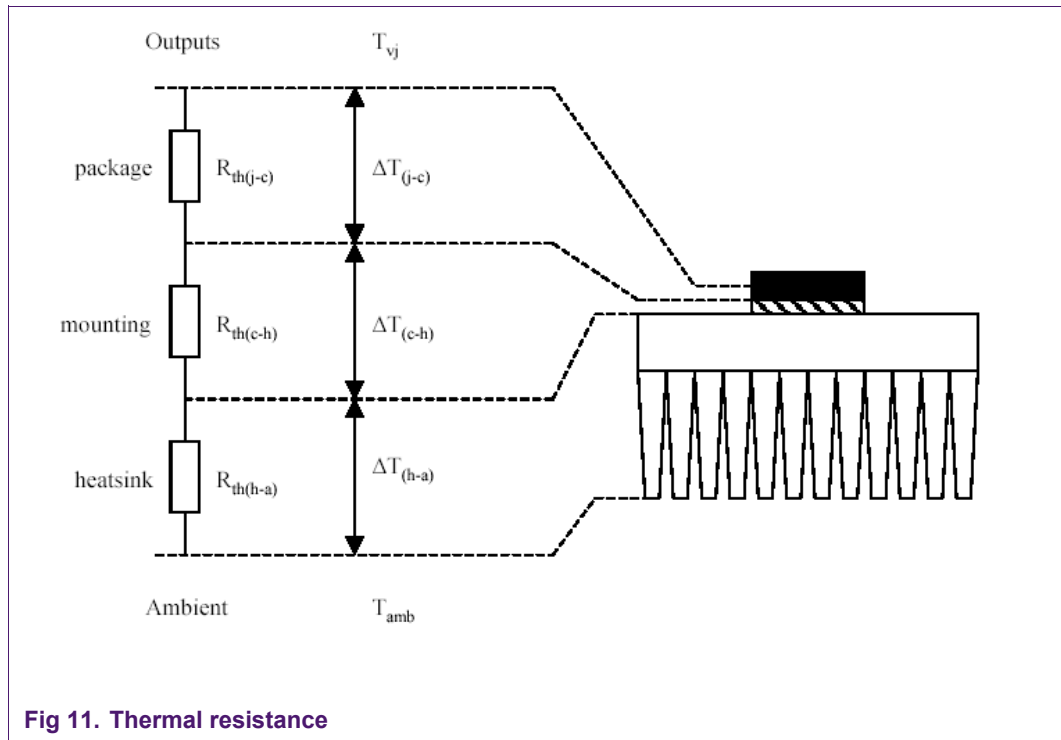 Outputs T_vj
package R_th(j-c) ΔT_(j-c)
mounting R_th(c-h) ΔT_(c-h)
heatsink R_th(h-a) ΔT_(h-a)
Ambient T_amb
Fig 11. Thermal resistance